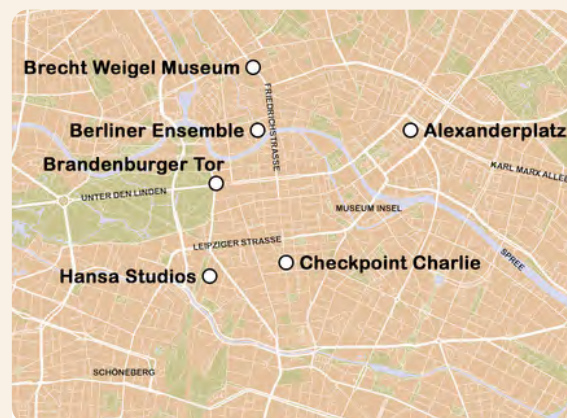 Brecht Weigel Museum
FRIEDRICHSTRASSE
Berliner Ensemble
Alexanderplatz
Brandenburger Tor
KARL MARX ALLEE
UNTER DEN LINDEN
MUSEUM INSEL
LEIPZIGER STRASSE
SPREE
Hansa Studios
Checkpoint Charlie
SCHÖNEBERG